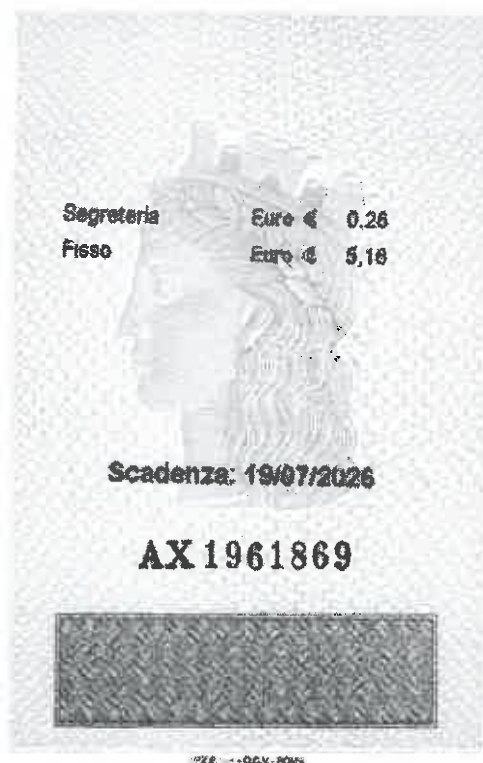 Segreteria Euro € 0,26
Fisso Euro € 5,16
Scadenza: 19/07/2026
AX 1961869